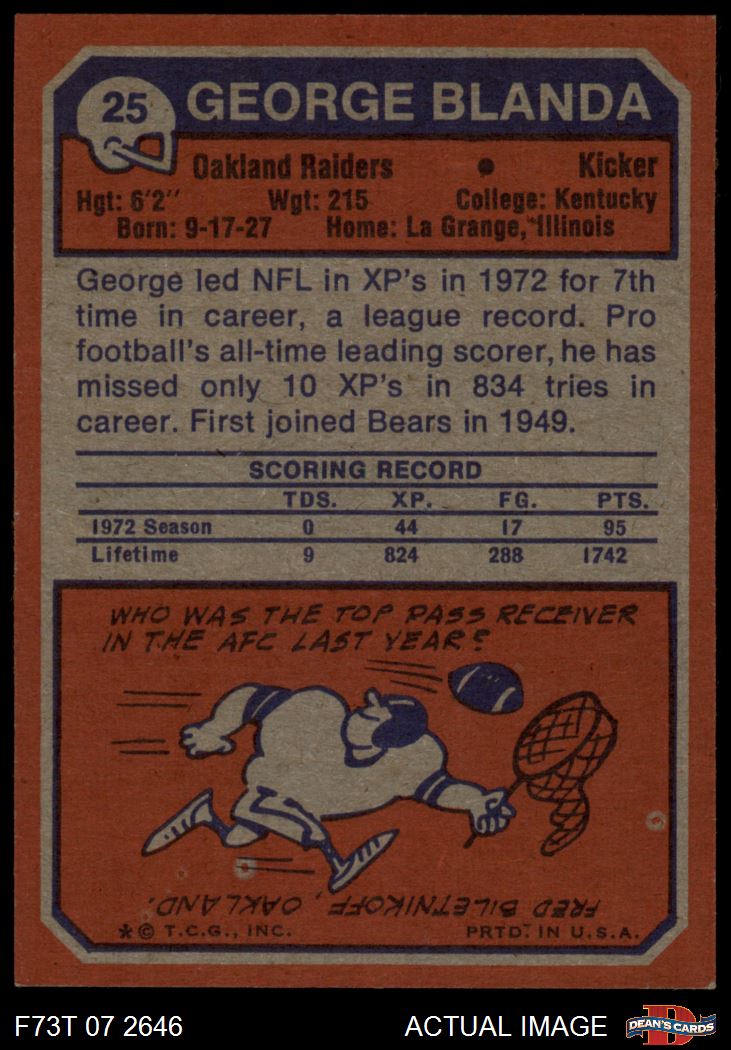 25 GEORGE BLANDA
Oakland Raiders • Kicker
Hgt: 6'2" Wgt: 215 College: Kentucky
Born: 9-17-27 Home: La Grange, Illinois
George led NFL in XP's in 1972 for 7th
time in career, a league record. Pro
football's all-time leading scorer, he has
missed only 10 XP's in 834 tries in
career. First joined Bears in 1949.
SCORING RECORD
TDS. XP. FG. PTS.
1972 Season 0 44 17 95
Lifetime 9 824 288 1742
WHO WAS THE TOP PASS RECEIVER
IN THE AFC LAST YEAR?
FRED BILETNIKOFF, OAKLAND.
*© T.C.G., INC. PRTD. IN U.S.A.
F73T 07 2646 ACTUAL IMAGE D DEAN'S CARDS